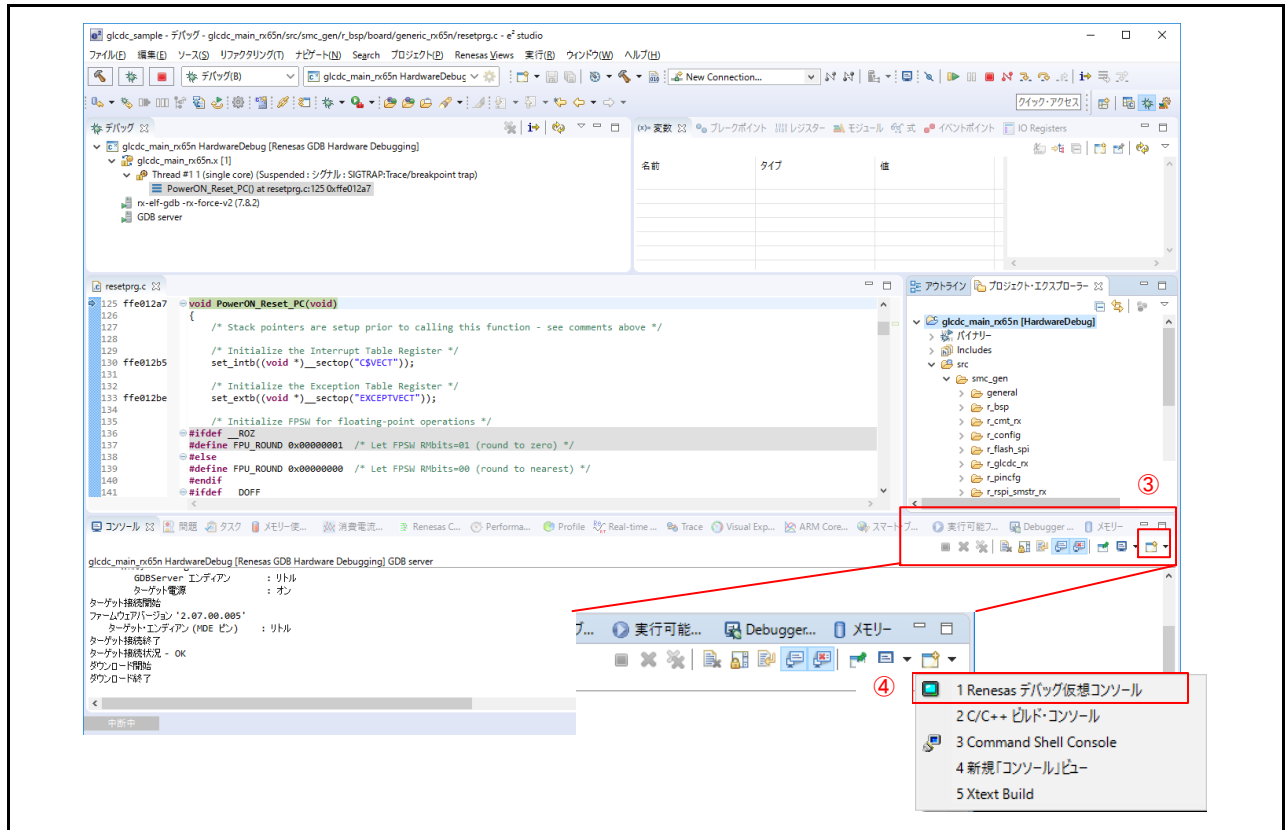 glcdc_sample - デバッグ - glcdc_main_rx65n/src/smc_gen/r_bsp/board/generic_rx65n/resetprg.c - e² studio
ファイル(F) 編集(E) ソース(S) リファクタリング(T) ナビゲート(N) Search プロジェクト(P) Renesas Views 実行(R) ウィンドウ(W) ヘルプ(H)
デバッグ(B) glcdc_main_rx65n HardwareDebug New Connection...
クイック・アクセス
デバッグ
glcdc_main_rx65n HardwareDebug [Renesas GDB Hardware Debugging]
glcdc_main_rx65n.x [1]
Thread #1 1 (single core) (Suspended : シグナル : SIGTRAP:Trace/breakpoint trap)
PowerON_Reset_PC() at resetprg.c:125 0xffe012a7
rx-elf-gdb -rx-force-v2 (7.8.2)
GDB server
(x)= 変数 ブレークポイント レジスター モジュール 式 イベントポイント IO Registers
名前 タイプ 値
resetprg.c
125 ffe012a7 void PowerON_Reset_PC(void)
126 {
127 /* Stack pointers are setup prior to calling this function - see comments above */
128
129 /* Initialize the Interrupt Table Register */
130 ffe012b5 set_intb((void *)__sectop("C$VECT"));
131
132 /* Initialize the Exception Table Register */
133 ffe012be set_extb((void *)__sectop("EXCEPTVECT"));
134
135 /* Initialize FPSW for floating-point operations */
136 #ifdef __ROZ
137 #define FPU_ROUND 0x00000001 /* Let FPSW RMbits=01 (round to zero) */
138 #else
139 #define FPU_ROUND 0x00000000 /* Let FPSW RMbits=00 (round to nearest) */
140 #endif
141 #ifdef __DOFF
アウトライン プロジェクト・エクスプローラー
glcdc_main_rx65n [HardwareDebug]
バイナリー
Includes
src
smc_gen
general
r_bsp
r_cmt_rx
r_config
r_flash_spi
r_glcdc_rx
r_pincfg
r_rspi_smstr_rx
③
コンソール 問題 タスク メモリー使... 消費電流... Renesas C... Performa... Profile Real-time ... Trace Visual Exp... ARM Core... スマート・ブ... 実行可能フ... Debugger ... メモリー
glcdc_main_rx65n HardwareDebug [Renesas GDB Hardware Debugging] GDB server
GDBServer エンディアン : リトル
ターゲット電源 : オン
ターゲット接続開始
ファームウェアバージョン '2.07.00.005'
ターゲット・エンディアン (MDE ピン) : リトル
ターゲット接続終了
ターゲット接続状況 - OK
ダウンロード開始
ダウンロード終了
中断中
ブ... 実行可能... Debugger... メモリー
④
1 Renesas デバッグ仮想コンソール
2 C/C++ ビルド・コンソール
3 Command Shell Console
4 新規「コンソール」ビュー
5 Xtext Build